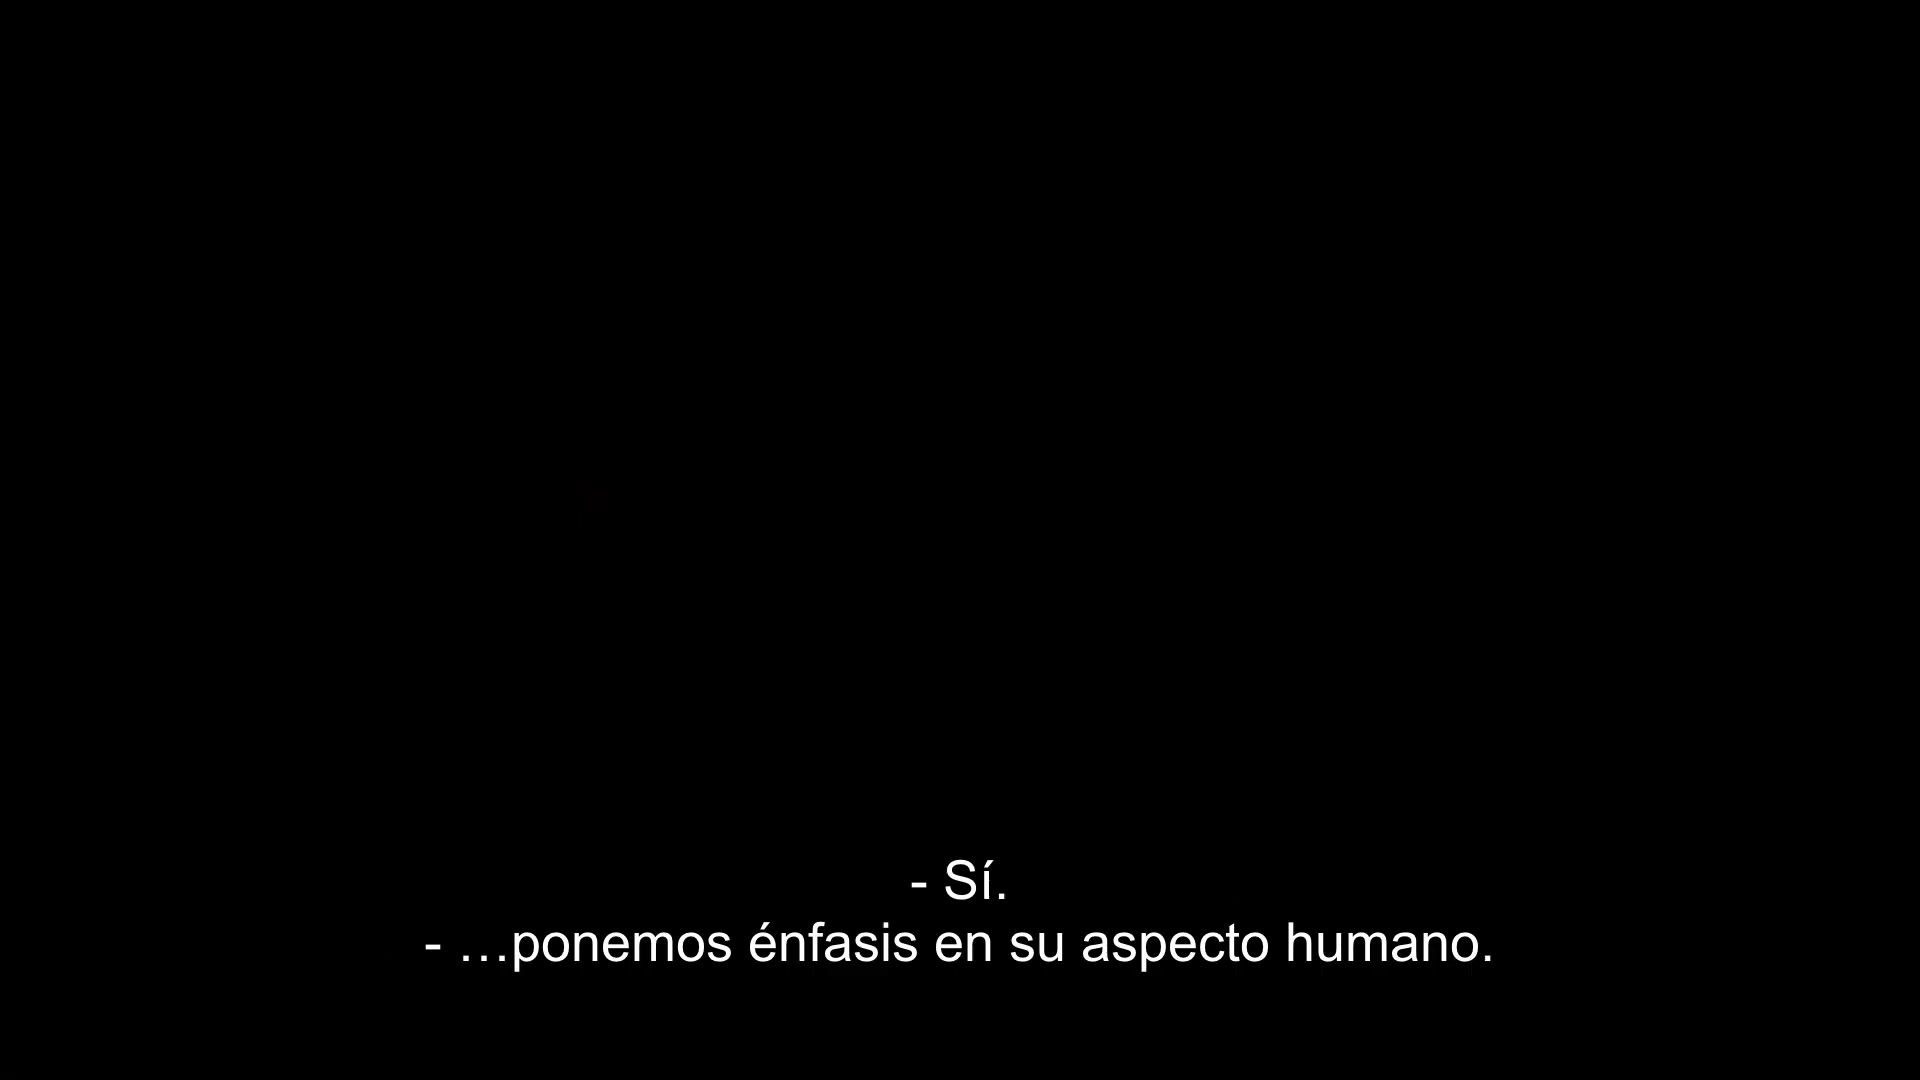 - Sí.
- …ponemos énfasis en su aspecto humano.